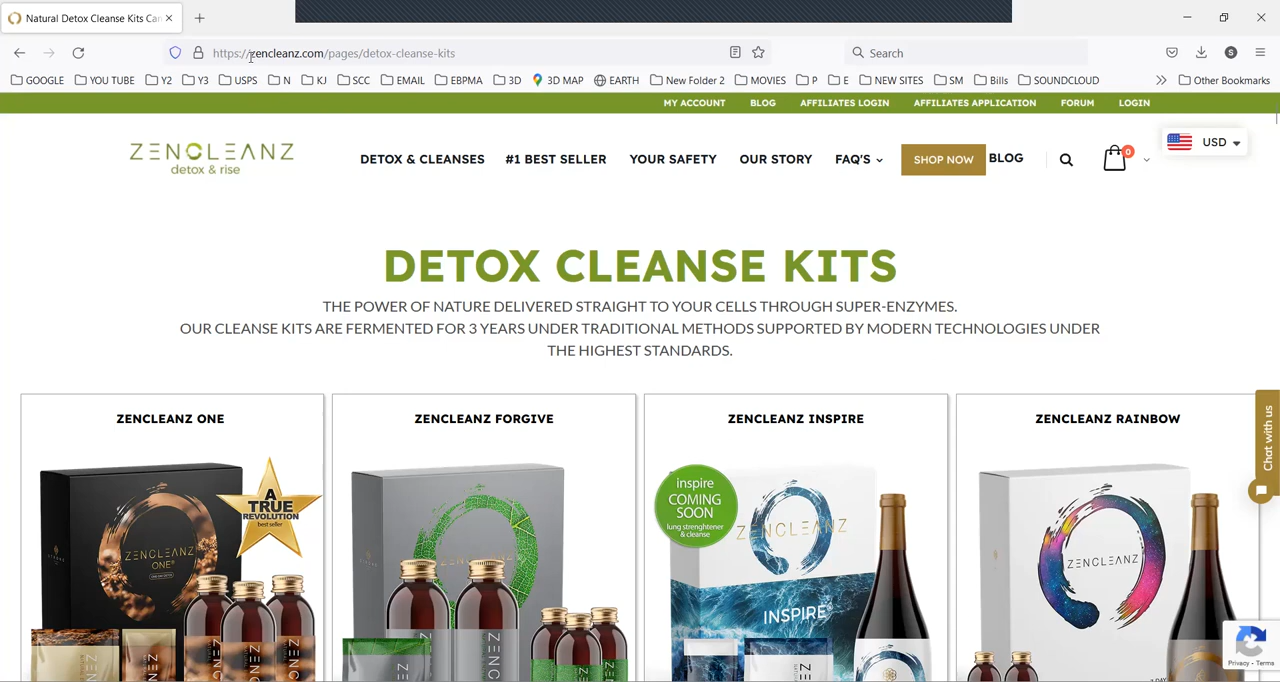 Natural Detox Cleanse Kits Car
https://zencleanz.com/pages/detox-cleanse-kits
Search
S
GOOGLE YOU TUBE Y2 Y3 USPS N KJ SCC EMAIL EBPMA 3D 3D MAP EARTH New Folder 2 MOVIES P E NEW SITES SM Bills SOUNDCLOUD Other Bookmarks
MY ACCOUNT BLOG AFFILIATES LOGIN AFFILIATES APPLICATION FORUM LOGIN
ZENCLEANZ
detox & rise
DETOX & CLEANSES #1 BEST SELLER YOUR SAFETY OUR STORY FAQ'S SHOP NOW BLOG 0 USD
DETOX CLEANSE KITS
THE POWER OF NATURE DELIVERED STRAIGHT TO YOUR CELLS THROUGH SUPER-ENZYMES.
OUR CLEANSE KITS ARE FERMENTED FOR 3 YEARS UNDER TRADITIONAL METHODS SUPPORTED BY MODERN TECHNOLOGIES UNDER
THE HIGHEST STANDARDS.
Chat with us
ZENCLEANZ ONE
A
TRUE
REVOLUTION
best seller
ZENCLEANZ
ONE
ZENCLEANZ FORGIVE
ZENCLEANZ INSPIRE
inspire
COMING
SOON
lung strengthener
& cleanse
ZENCLEANZ
INSPIRE
ZENCLEANZ RAINBOW
ZENCLEANZ
Privacy - Terms